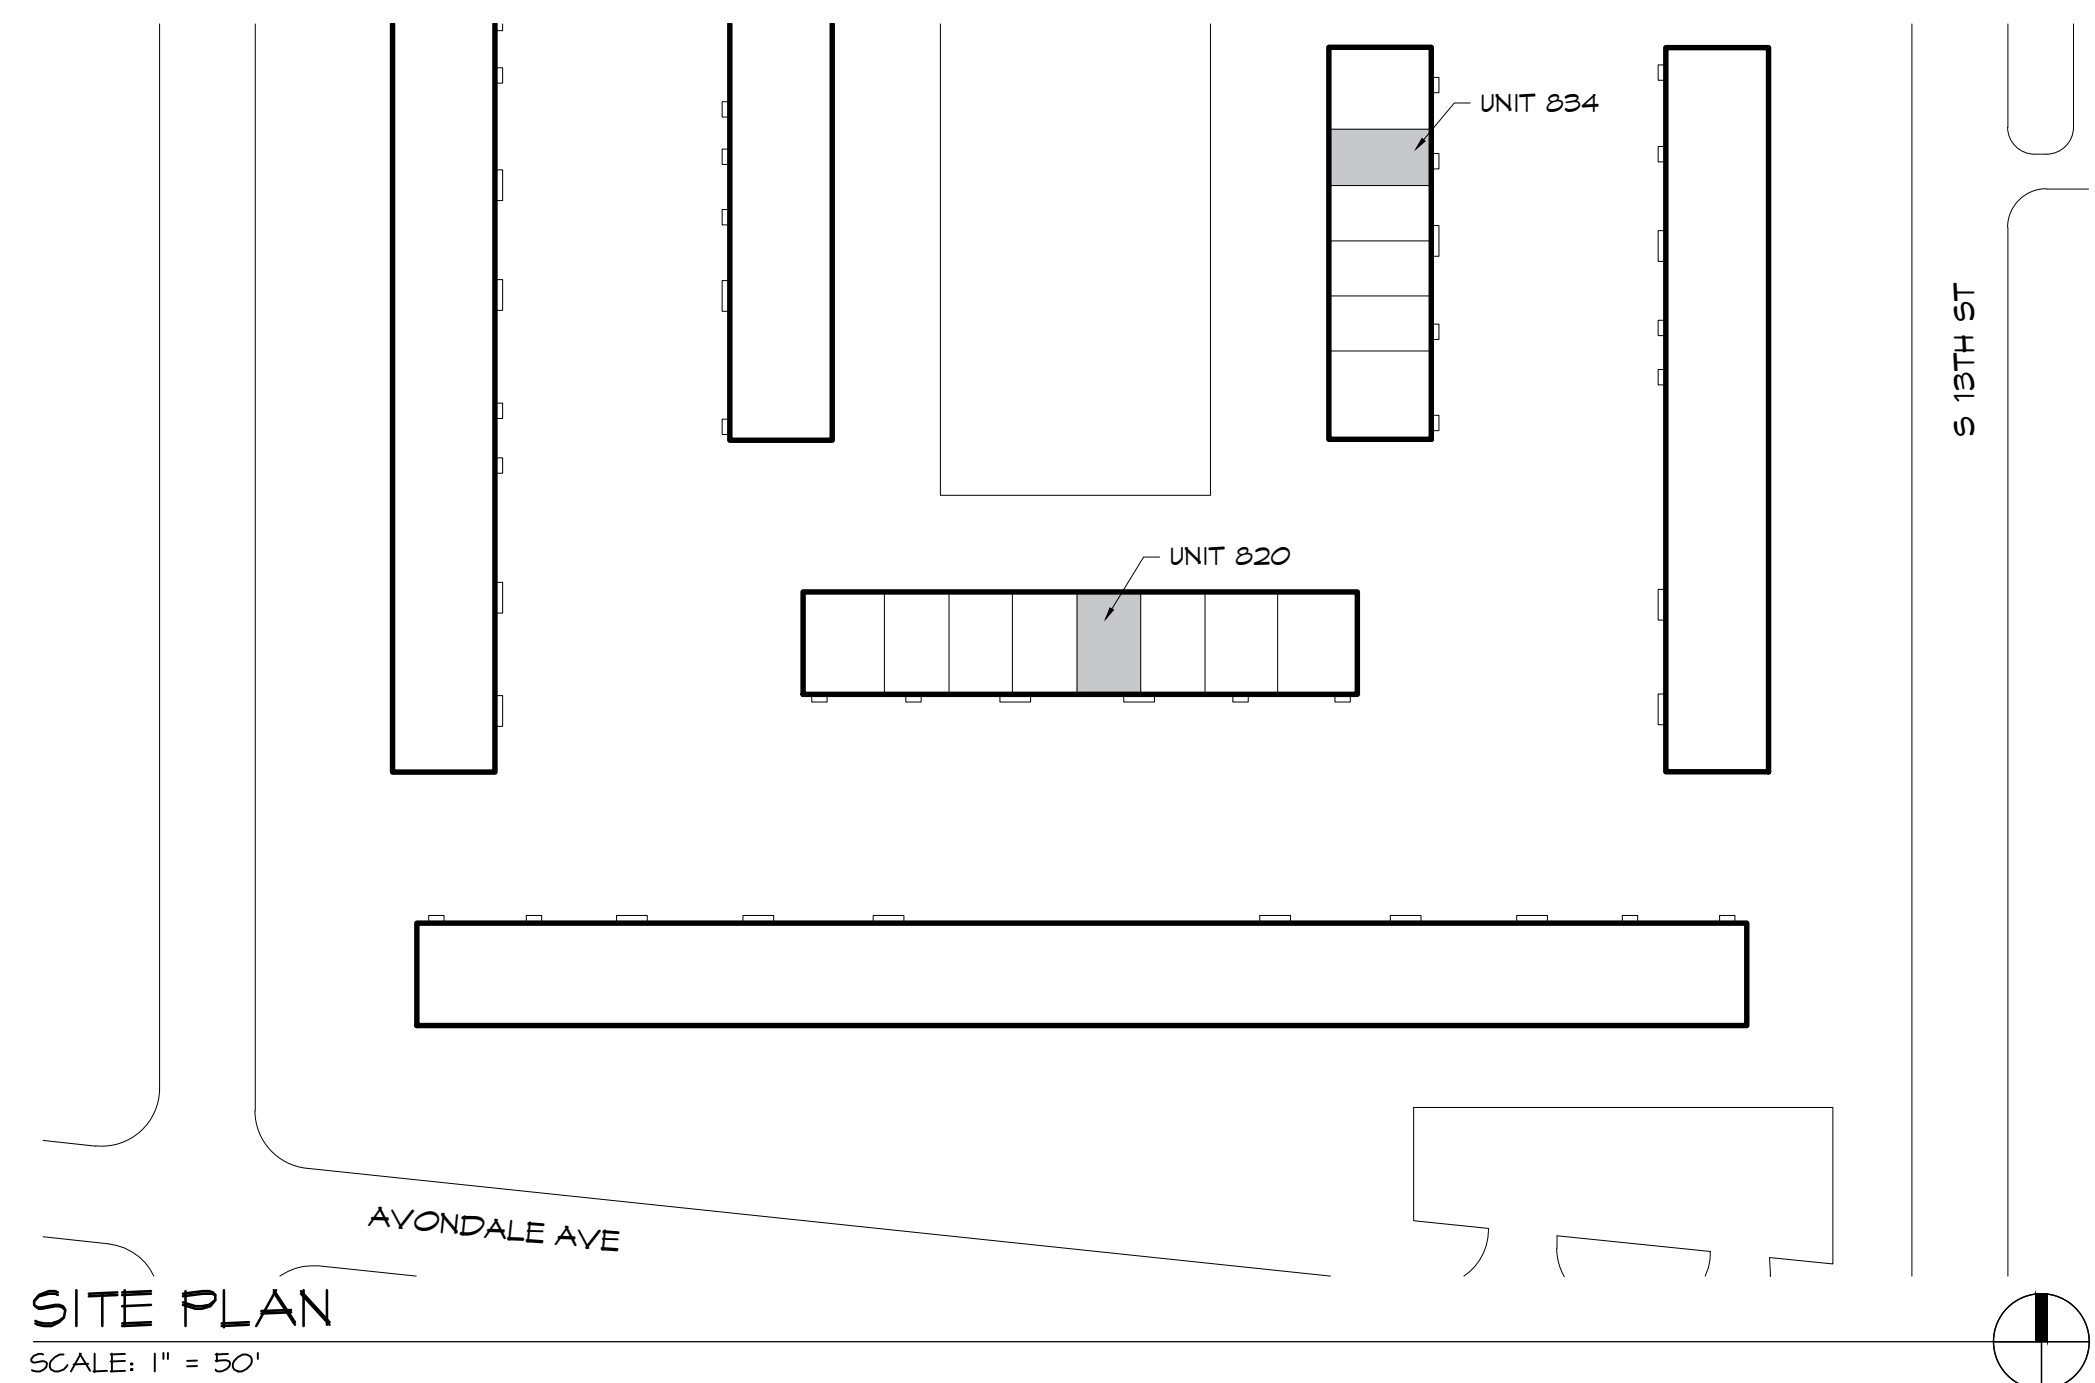 UNIT 834
S 13TH ST
UNIT 820
AVONDALE AVE
SITE PLAN
SCALE: 1" = 50'